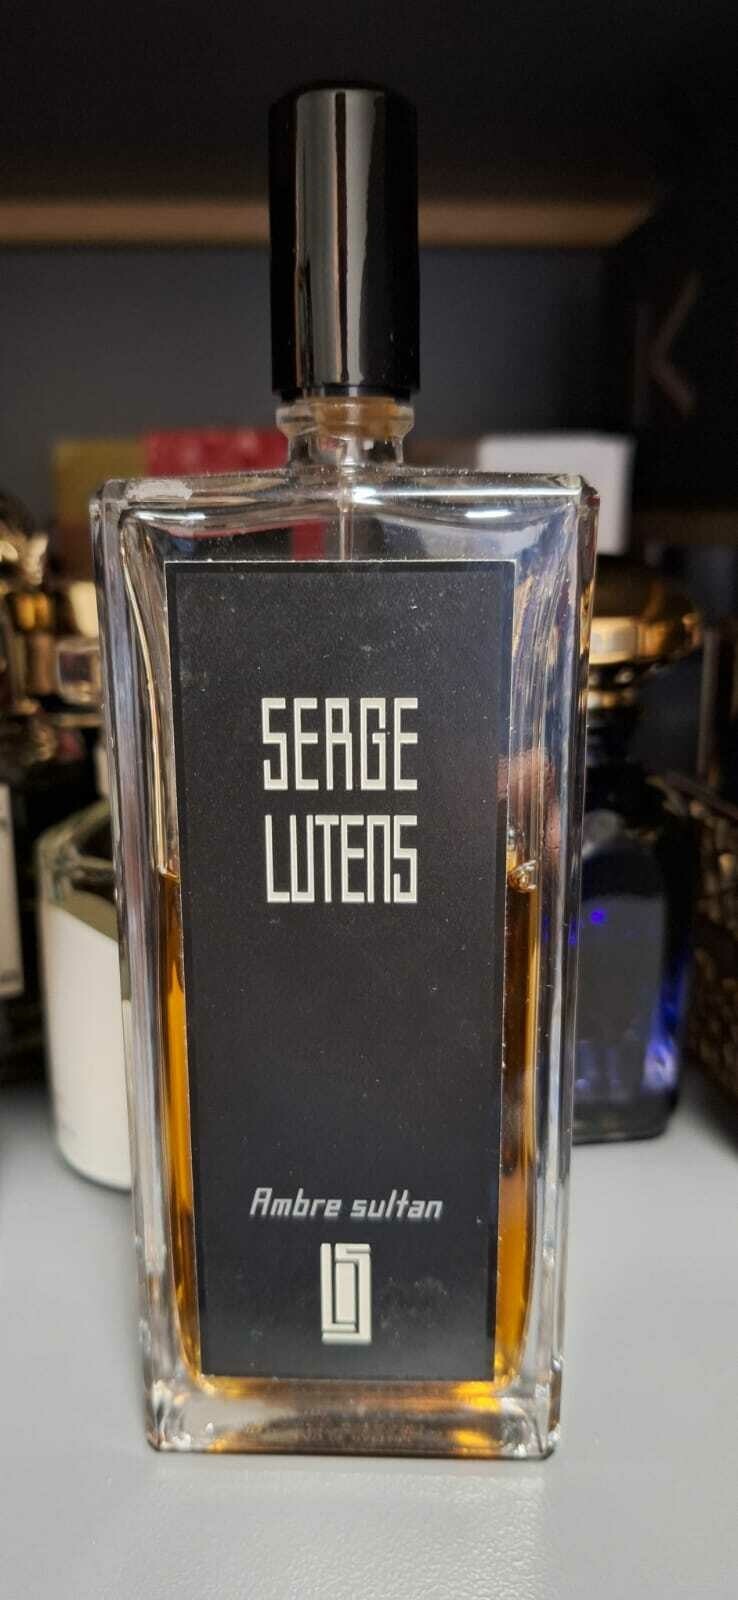 K
SERGE
LUTENS
Ambre sultan